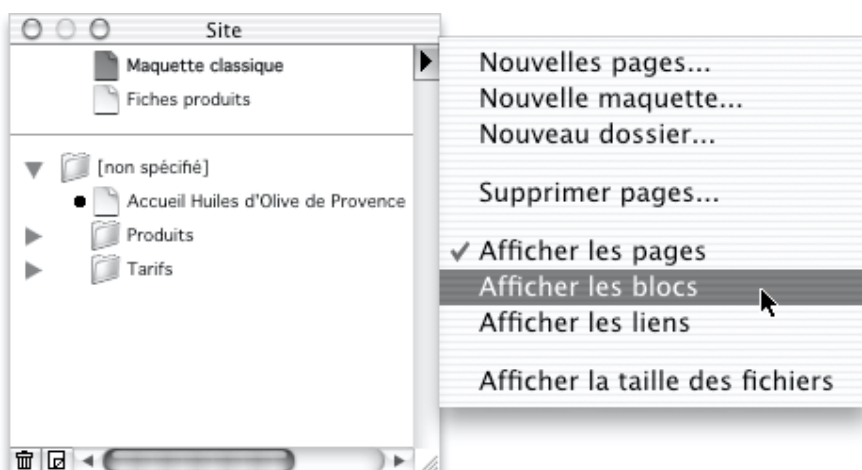 Site
Maquette classique
Fiches produits
[non spécifié]
Accueil Huiles d'Olive de Provence
Produits
Tarifs
Nouvelles pages...
Nouvelle maquette...
Nouveau dossier...
Supprimer pages...
Afficher les pages
Afficher les blocs
Afficher les liens
Afficher la taille des fichiers